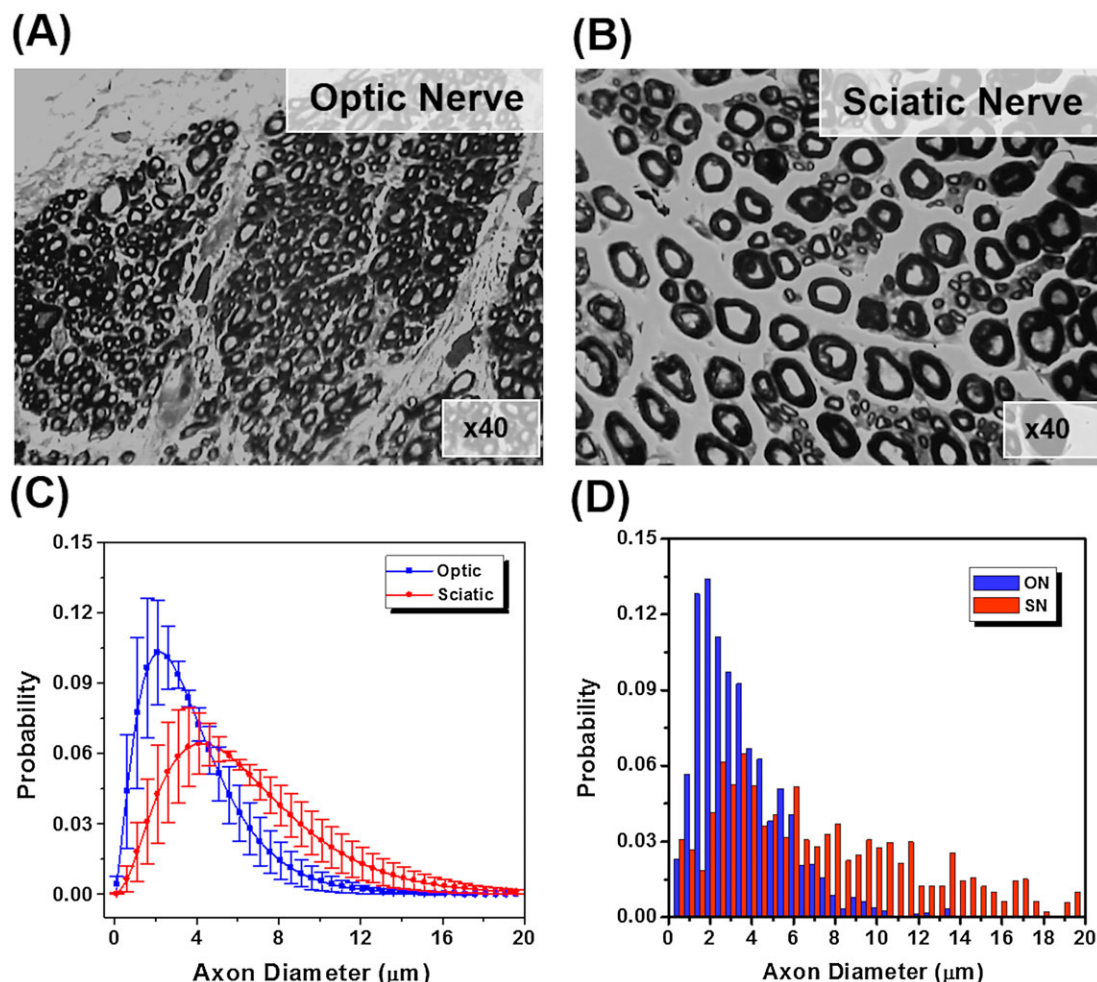 (A)
Optic Nerve
x40
(B)
Sciatic Nerve
x40
(C)
0.15
0.12
0.09
0.06
0.03
0.00
Probability
Optic
Sciatic
0 4 8 12 16 20
Axon Diameter (μm)
(D)
0.15
0.12
0.09
0.06
0.03
0.00
Probability
ON
SN
0 2 4 6 8 10 12 14 16 18 20
Axon Diameter (μm)